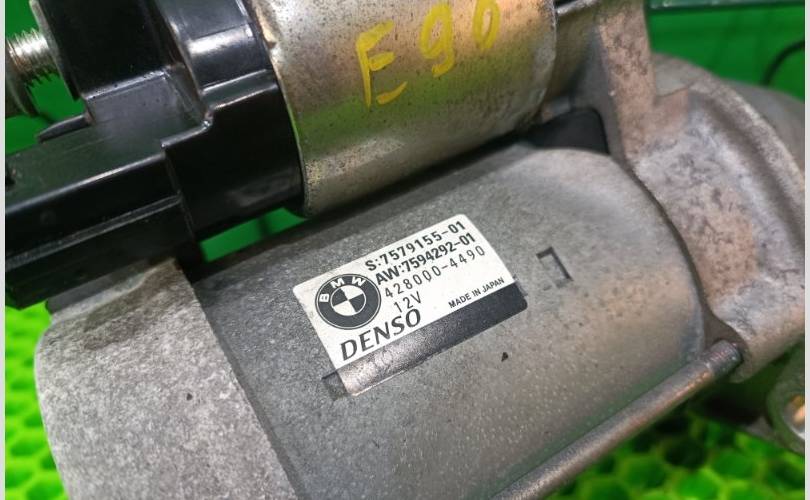 E90
S:7579155-01
AW:7594292-01
428000-4490
12V
BMW
MADE IN JAPAN
DENSO